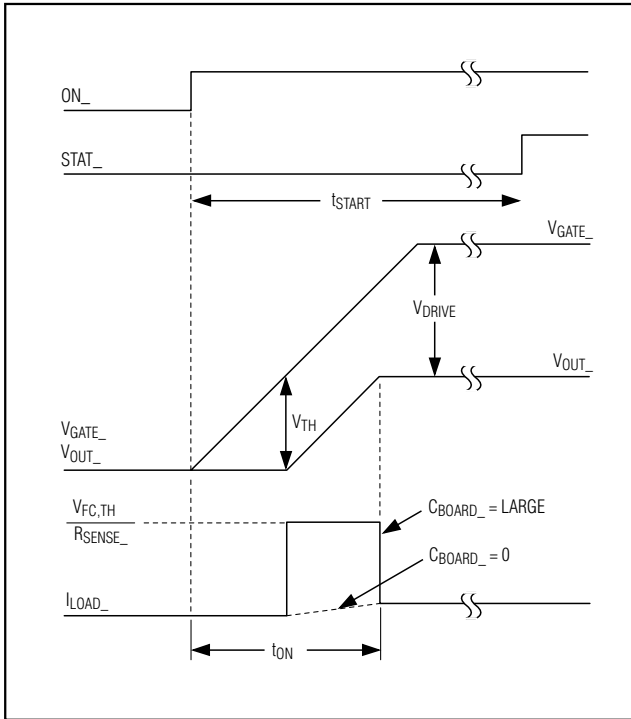 ON_
STAT_
tSTART
VGATE_
VDRIVE
VOUT_
VTH
VGATE_
VOUT_
VFC,TH
RSENSE_
CBOARD_ = LARGE
CBOARD_ = 0
ILOAD_
tON